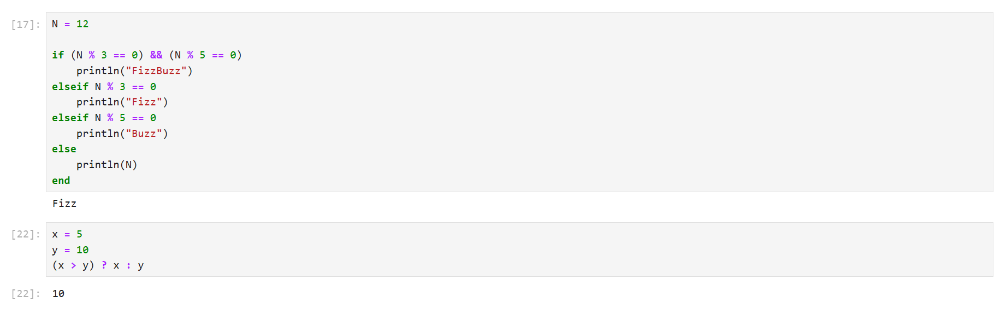 [17]: N = 12

if (N % 3 == 0) && (N % 5 == 0)
    println("FizzBuzz")
elseif N % 3 == 0
    println("Fizz")
elseif N % 5 == 0
    println("Buzz")
else
    println(N)
end
Fizz
[22]: x = 5
y = 10
(x > y) ? x : y
[22]: 10